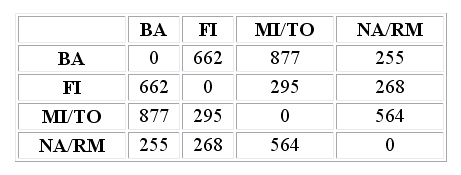 BA FI MI/TO NA/RM
BA 0 662 877 255
FI 662 0 295 268
MI/TO 877 295 0 564
NA/RM 255 268 564 0